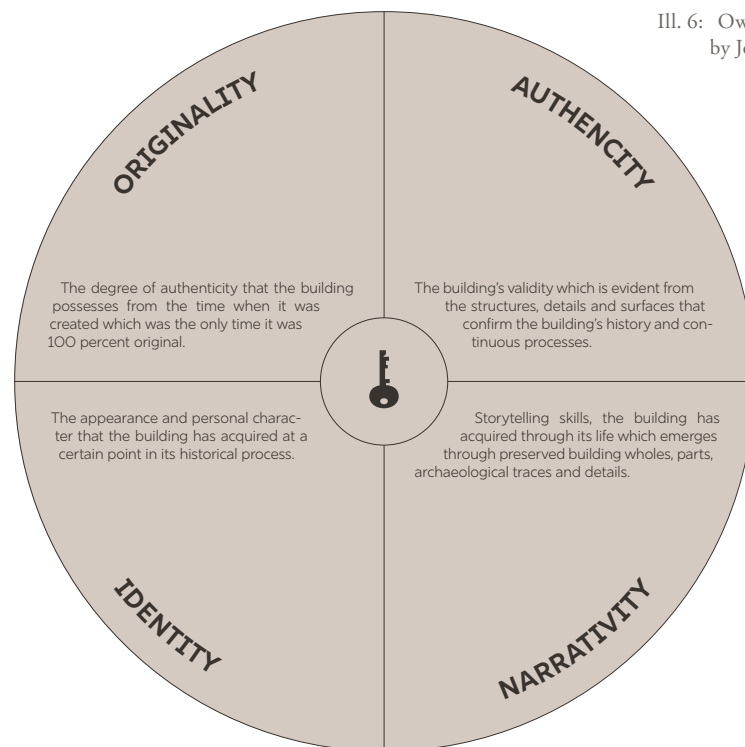 Ill. 6: Ow
by Jo
ORIGINALITY
The degree of authenticity that the building
possesses from the time when it was
created which was the only time it was
100 percent original.
AUTHENCITY
The building's validity which is evident from
the structures, details and surfaces that
confirm the building's history and con-
tinuous processes.
The appearance and personal charac-
ter that the building has acquired at a
certain point in its historical process.
IDENTITY
Storytelling skills, the building has
acquired through its life which emerges
through preserved building wholes, parts,
archaeological traces and details.
NARRATIVITY